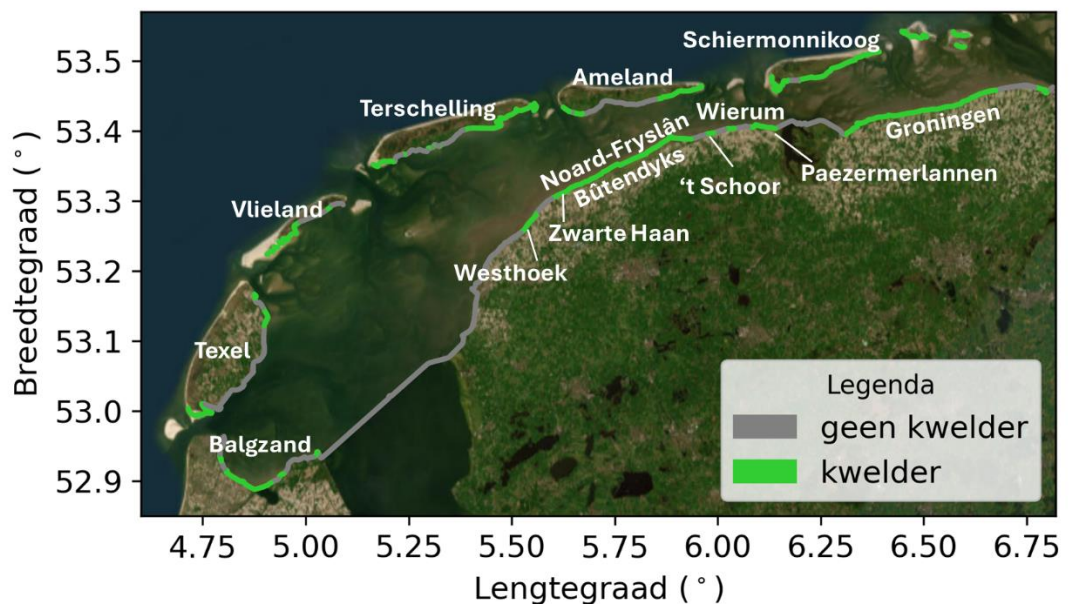 Schiermonnikoog
Ameland
Terschelling
Wierum
Groningen
Noard-Fryslân
Bûtendyks
Paezermerlannen
‘t Schoor
Vlieland
Zwarte Haan
Westhoek
Texel
Balgzand
Legenda
geen kwelder
kwelder
Breedtegraad (°)
53.5
53.4
53.3
53.2
53.1
53.0
52.9
4.75 5.00 5.25 5.50 5.75 6.00 6.25 6.50 6.75
Lengtegraad (°)